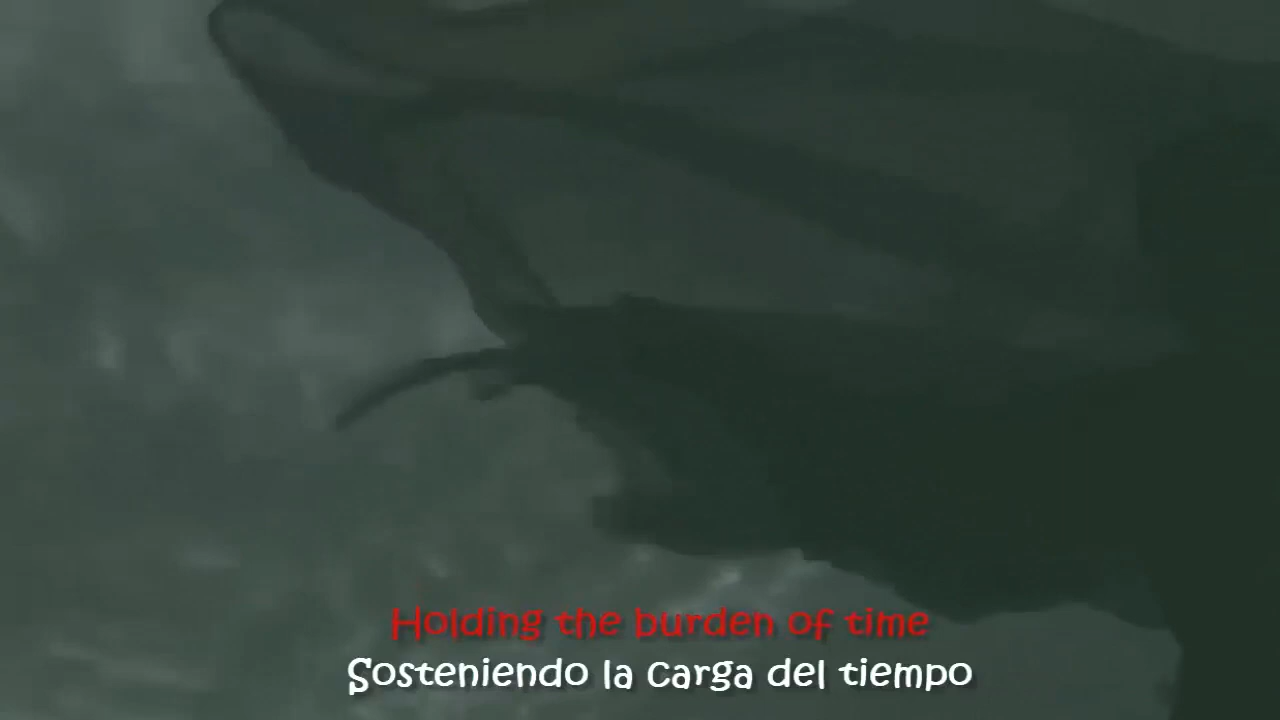 Holding the burden of time
Sosteniendo la carga del tiempo